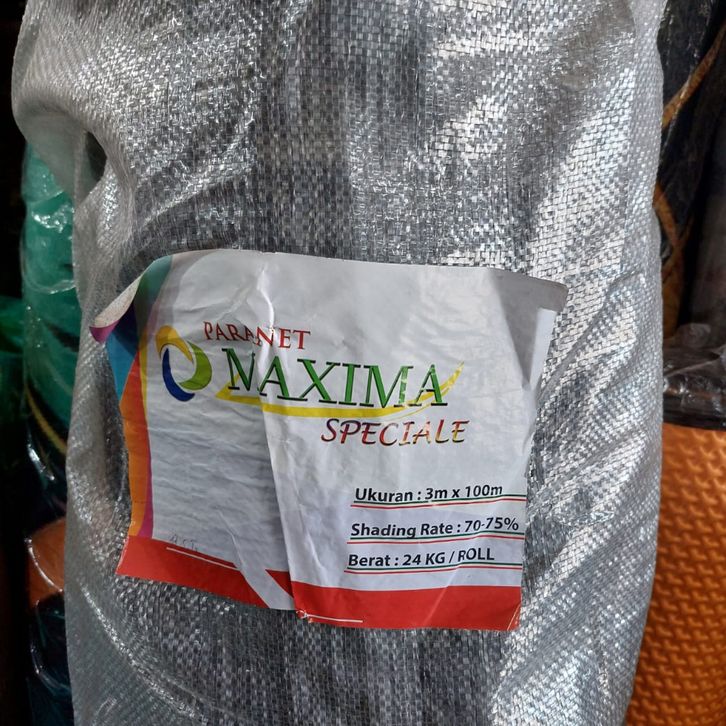 PARANET
MAXIMA
SPECIALE
Ukuran : 3m x 100m
Shading Rate : 70-75%
Berat : 24 KG / ROLL